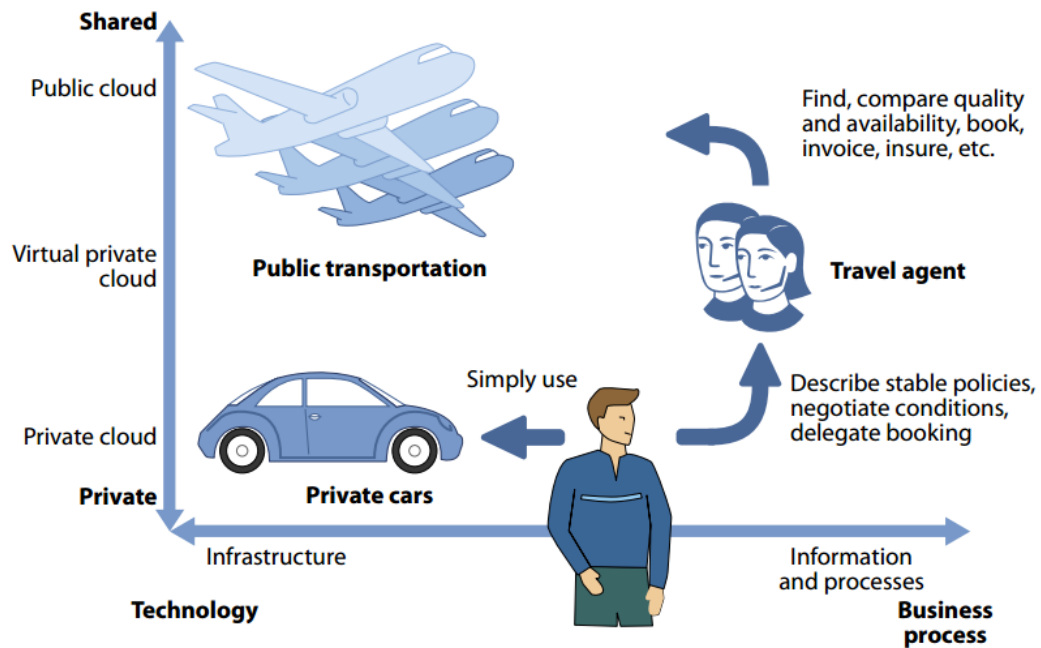 Shared
Public cloud
Find, compare quality
and availability, book,
invoice, insure, etc.
Virtual private
cloud
Public transportation
Travel agent
Simply use
Describe stable policies,
negotiate conditions,
delegate booking
Private cloud
Private
Private cars
Infrastructure
Information
and processes
Technology
Business
process